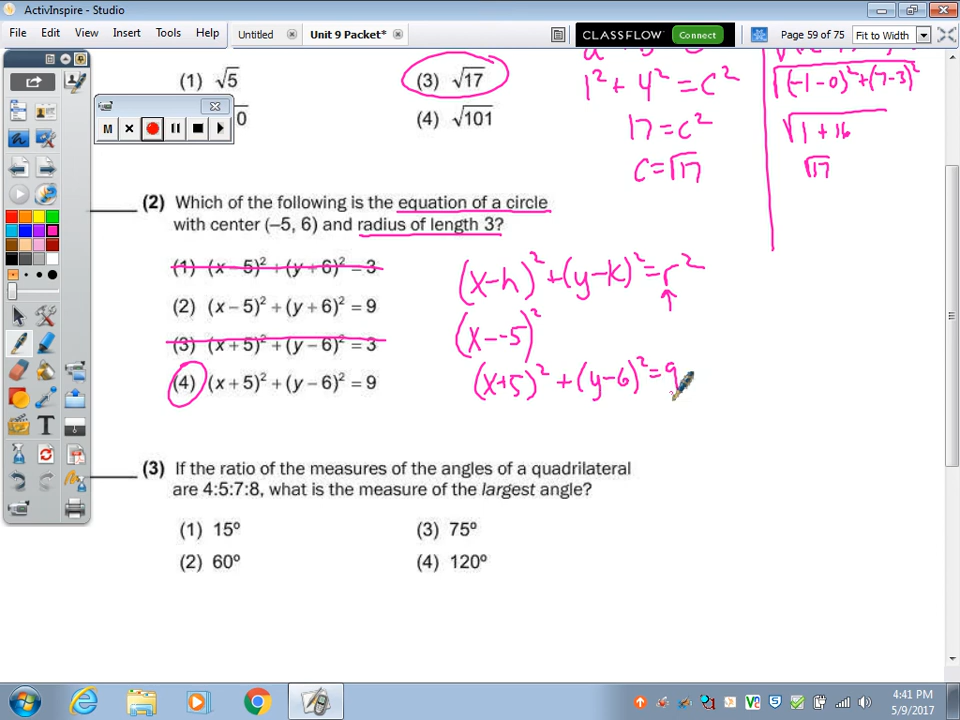 ActivInspire - Studio
File Edit View Insert Tools Help Untitled Unit 9 Packet* CLASSFLOW Connect Page 59 of 75 Fit to Width
(1) √5
(3) √17
0
(4) √101
1² + 4² = c²
17 = c²
c = √17
√(-1-0)² + (7-3)²
√1 + 16
√17
M
(2) Which of the following is the equation of a circle
with center (–5, 6) and radius of length 3?
(1) (x – 5)² + (y + 6)² = 3
(2) (x – 5)² + (y + 6)² = 9
(3) (x + 5)² + (y – 6)² = 3
(4) (x + 5)² + (y – 6)² = 9
(x-h)² + (y-k)² = r²
(x--5)²
(x+5)² + (y-6)² = 9
(3) If the ratio of the measures of the angles of a quadrilateral
are 4:5:7:8, what is the measure of the largest angle?
(1) 15º
(3) 75º
(2) 60º
(4) 120º
4:41 PM
5/9/2017